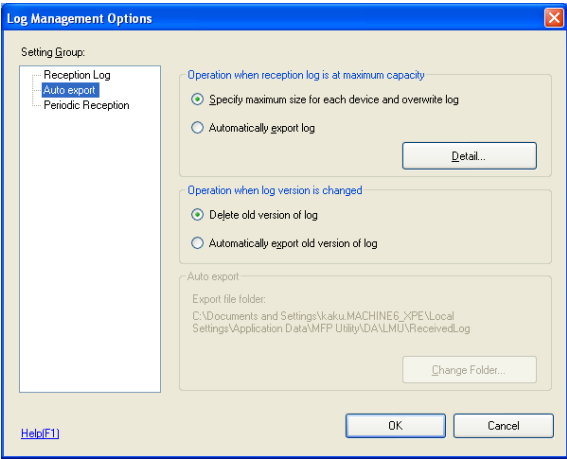 Log Management Options
Setting Group:
Reception Log
Auto export
Periodic Reception
Operation when reception log is at maximum capacity
Specify maximum size for each device and overwrite log
Automatically export log
Detail...
Operation when log version is changed
Delete old version of log
Automatically export old version of log
Auto export
Export file folder:
C:\Documents and Settings\kaku.MACHINE6_XPE\Local
Settings\Application Data\MFP Utility\DA\LMU\ReceivedLog
Change Folder...
Help(F1)
OK
Cancel